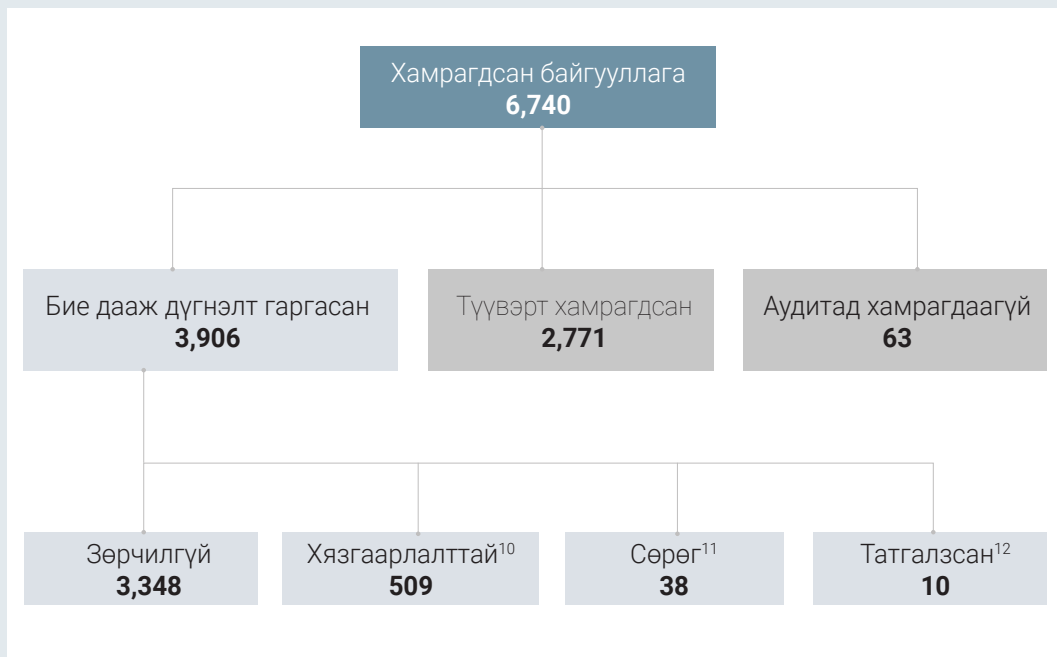 Хамрагдсан байгууллага
6,740
Бие дааж дүгнэлт гаргасан
3,906
Түүвэрт хамрагдсан
2,771
Аудитад хамрагдаагүй
63
Зөрчилгүй
3,348
Хязгаарлалттай10
509
Сөрөг11
38
Татгалзсан12
10